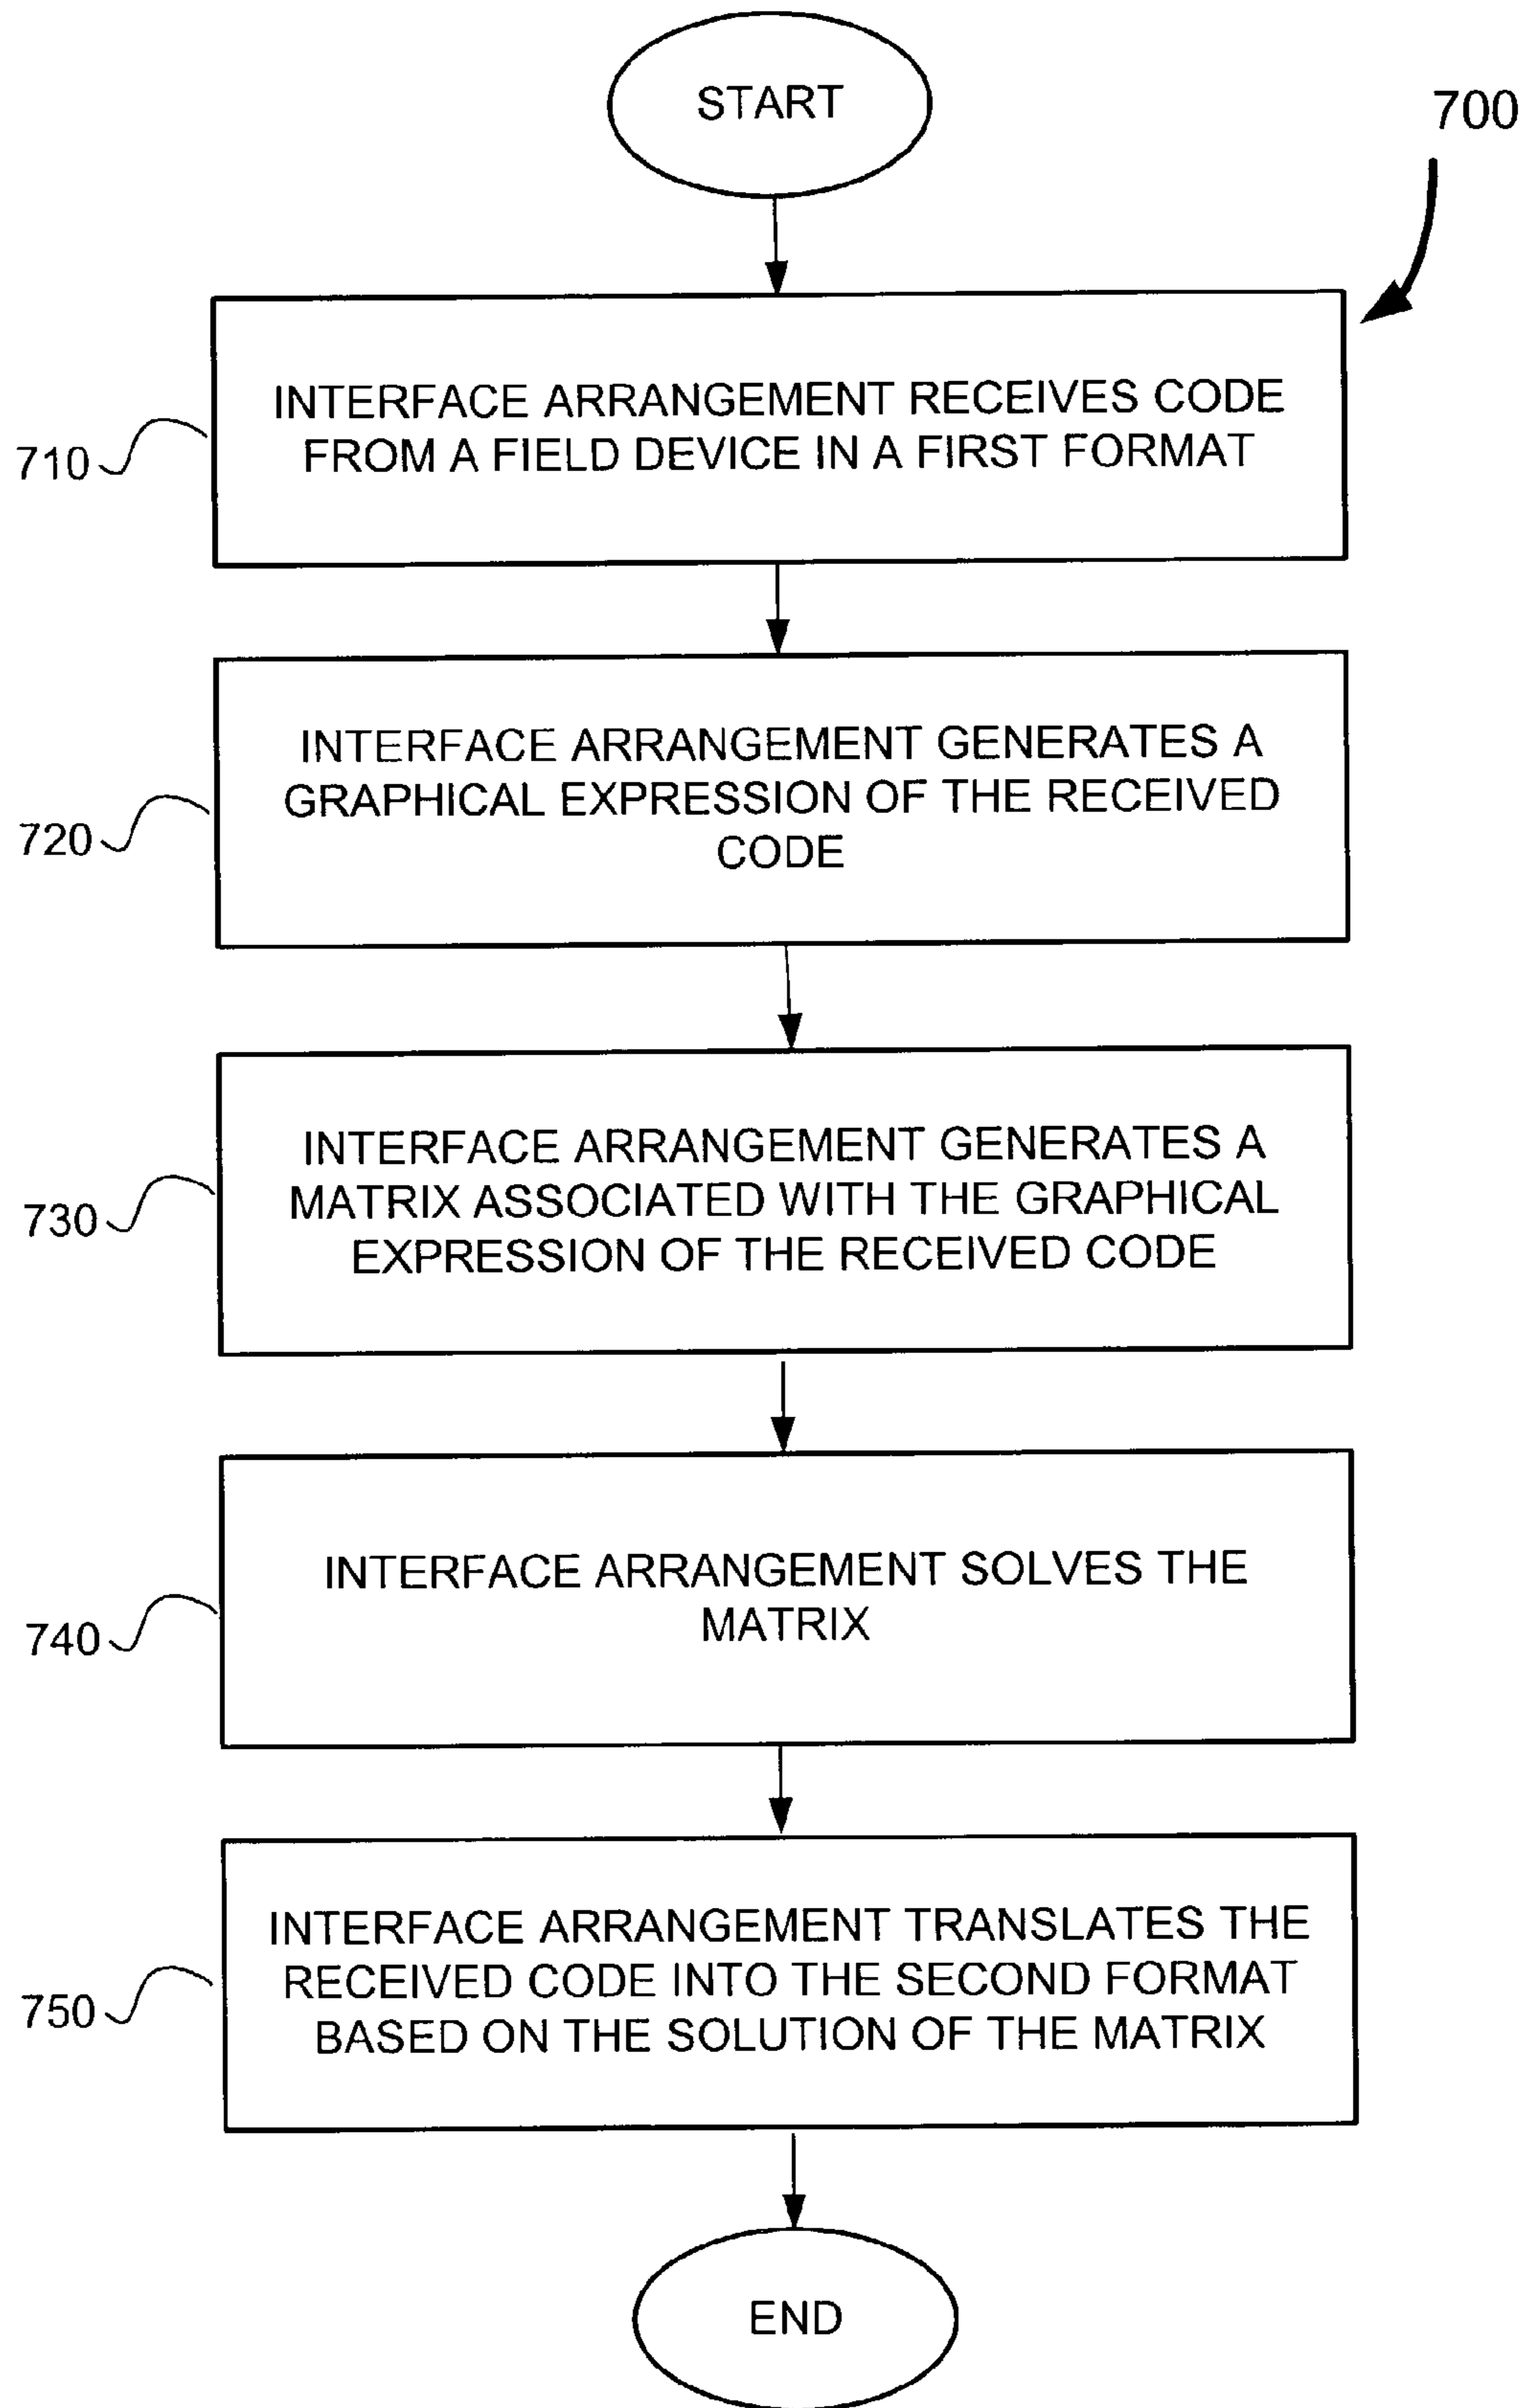 START
700
INTERFACE ARRANGEMENT RECEIVES CODE
FROM A FIELD DEVICE IN A FIRST FORMAT
710
INTERFACE ARRANGEMENT GENERATES A
GRAPHICAL EXPRESSION OF THE RECEIVED
CODE
720
INTERFACE ARRANGEMENT GENERATES A
MATRIX ASSOCIATED WITH THE GRAPHICAL
EXPRESSION OF THE RECEIVED CODE
730
INTERFACE ARRANGEMENT SOLVES THE
MATRIX
740
INTERFACE ARRANGEMENT TRANSLATES THE
RECEIVED CODE INTO THE SECOND FORMAT
BASED ON THE SOLUTION OF THE MATRIX
750
END